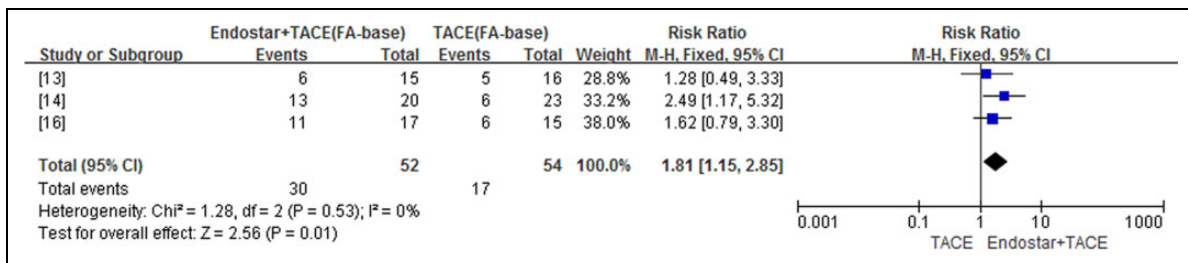 Endostar+TACE(FA-base) TACE(FA-base) Risk Ratio Risk Ratio
Study or Subgroup Events Total Events Total Weight M-H, Fixed, 95% CI M-H, Fixed, 95% CI
[13] 6 15 5 16 28.8% 1.28 [0.49, 3.33]
[14] 13 20 6 23 33.2% 2.49 [1.17, 5.32]
[16] 11 17 6 15 38.0% 1.62 [0.79, 3.30]
Total (95% CI) 52 54 100.0% 1.81 [1.15, 2.85]
Total events 30 17
Heterogeneity: Chi² = 1.28, df = 2 (P = 0.53); I² = 0%
Test for overall effect: Z = 2.56 (P = 0.01)
0.001 0.1 1 10 1000
TACE Endostar+TACE